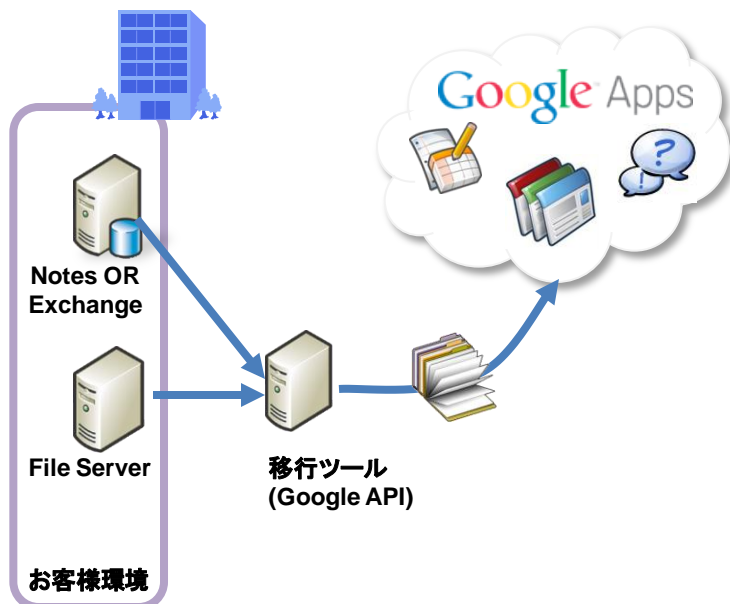 Google Apps
Notes OR
Exchange
File Server
移行ツール
(Google API)
お客様環境